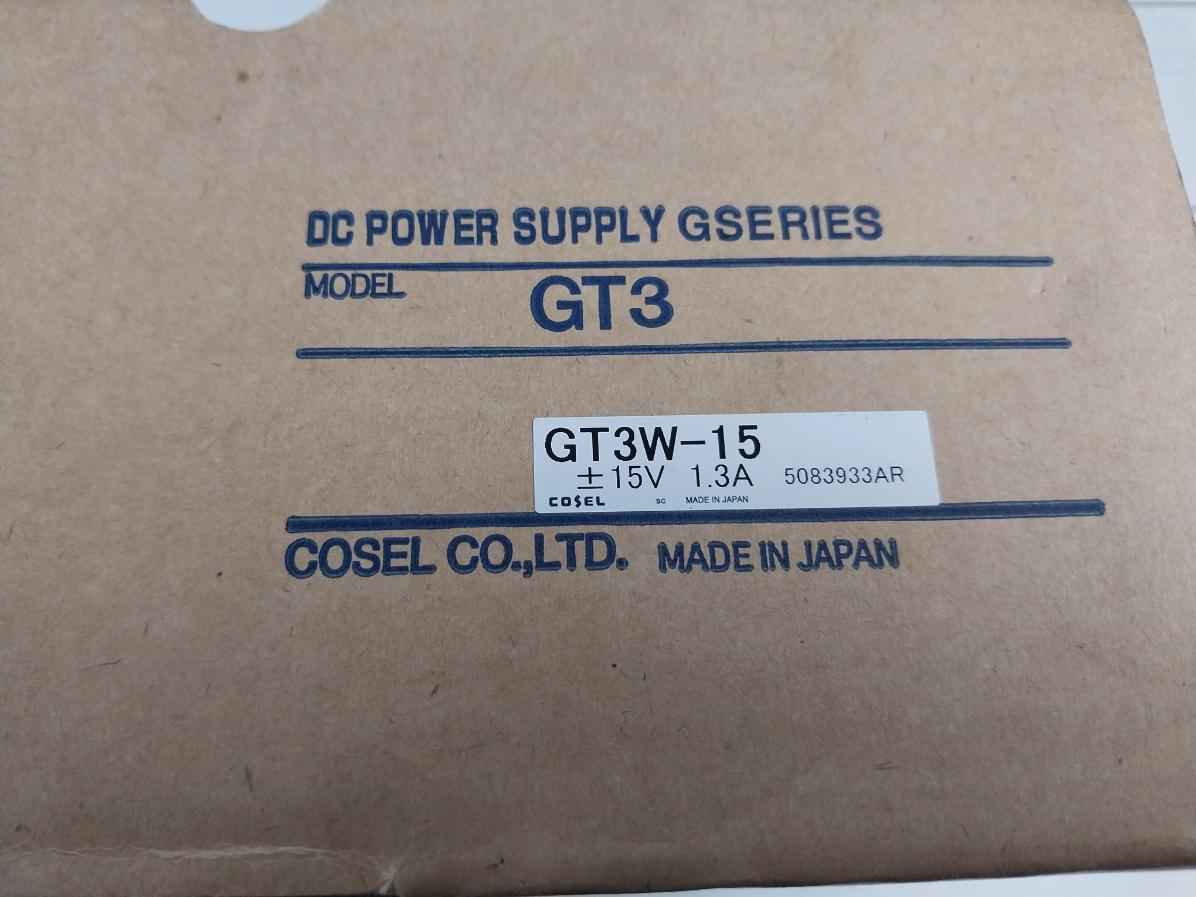 DC POWER SUPPLY GSERIES
MODEL GT3
GT3W-15
±15V 1.3A 5083933AR
COSEL SC MADE IN JAPAN
COSEL CO.,LTD. MADE IN JAPAN